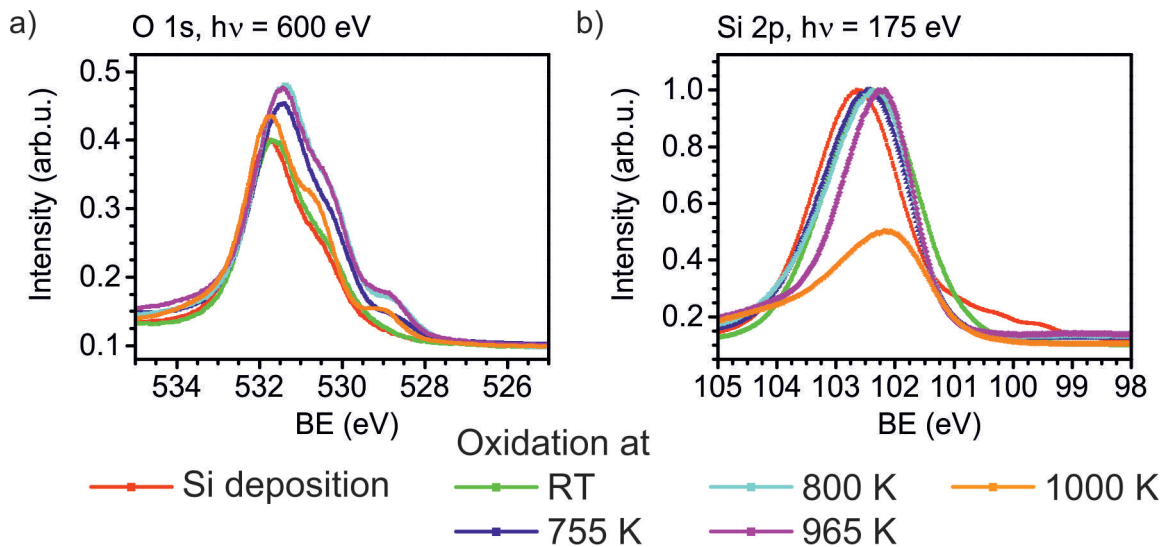 a)
O 1s, hν = 600 eV
0.5
0.4
0.3
0.2
0.1
Intensity (arb.u.)
534 532 530 528 526
BE (eV)
b)
Si 2p, hν = 175 eV
1.0
0.8
0.6
0.4
0.2
Intensity (arb.u.)
105 104 103 102 101 100 99 98
BE (eV)
Oxidation at
Si deposition RT 800 K 1000 K
755 K 965 K